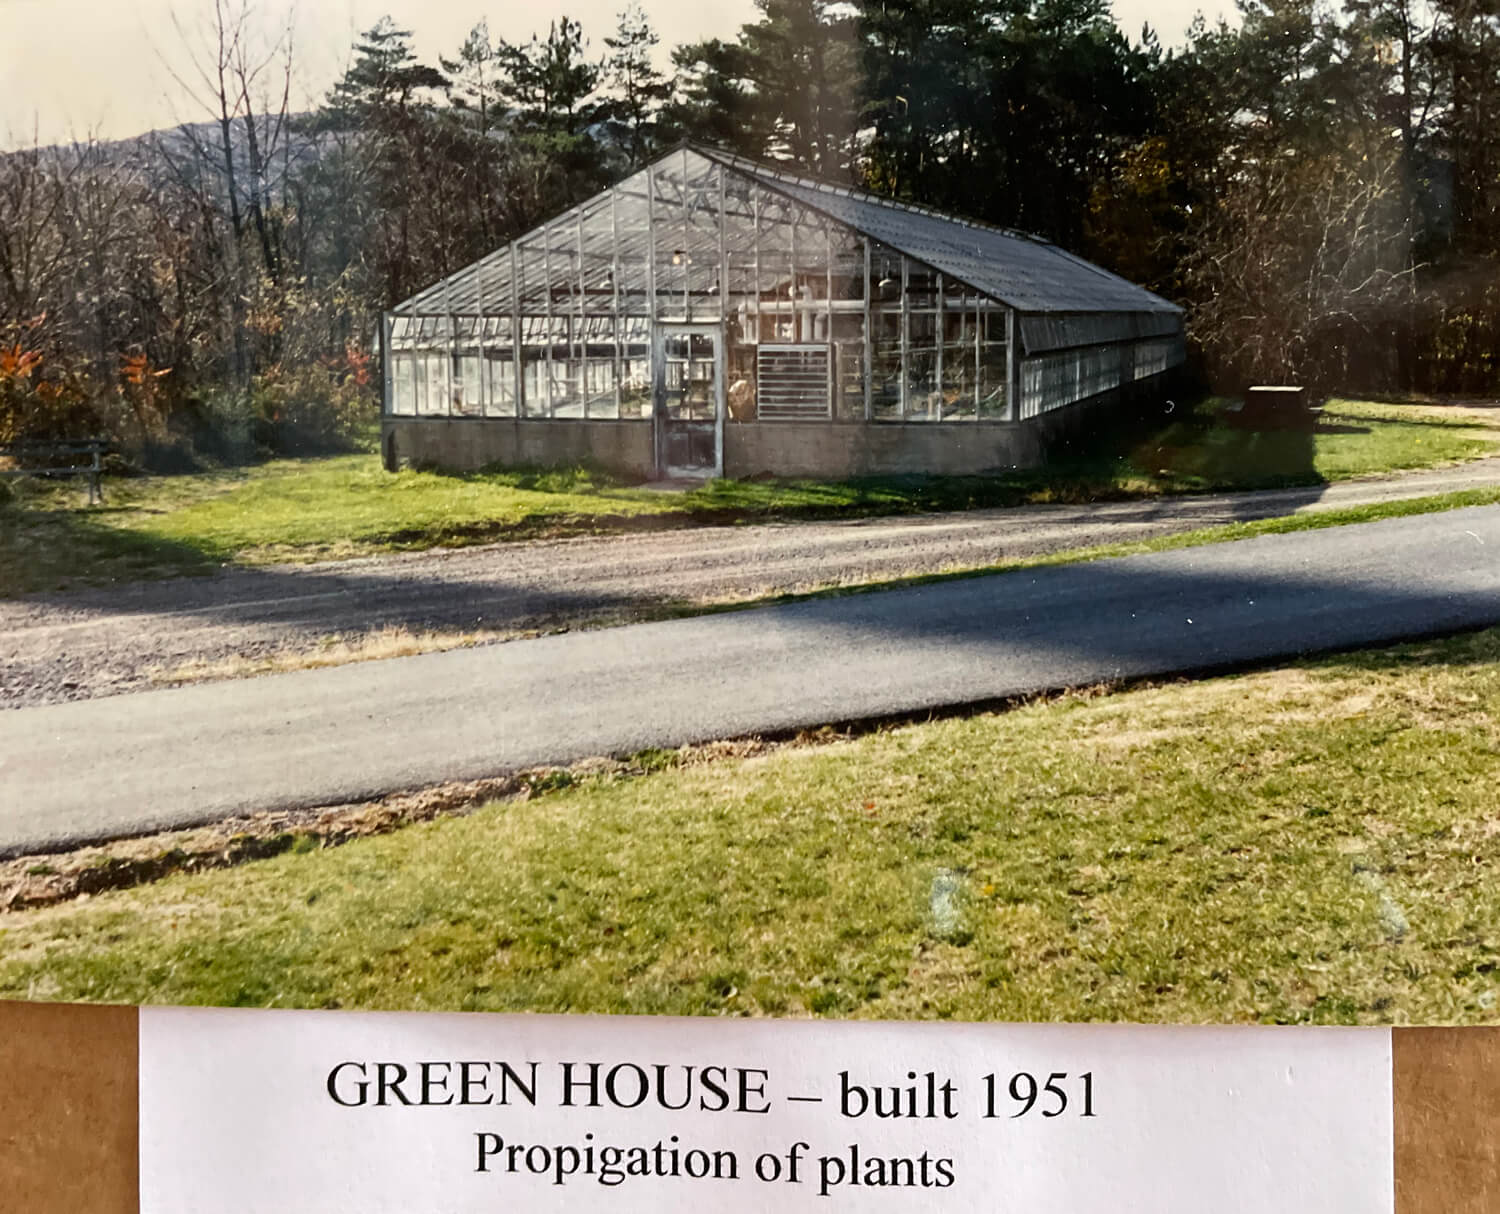 GREEN HOUSE – built 1951
Propigation of plants